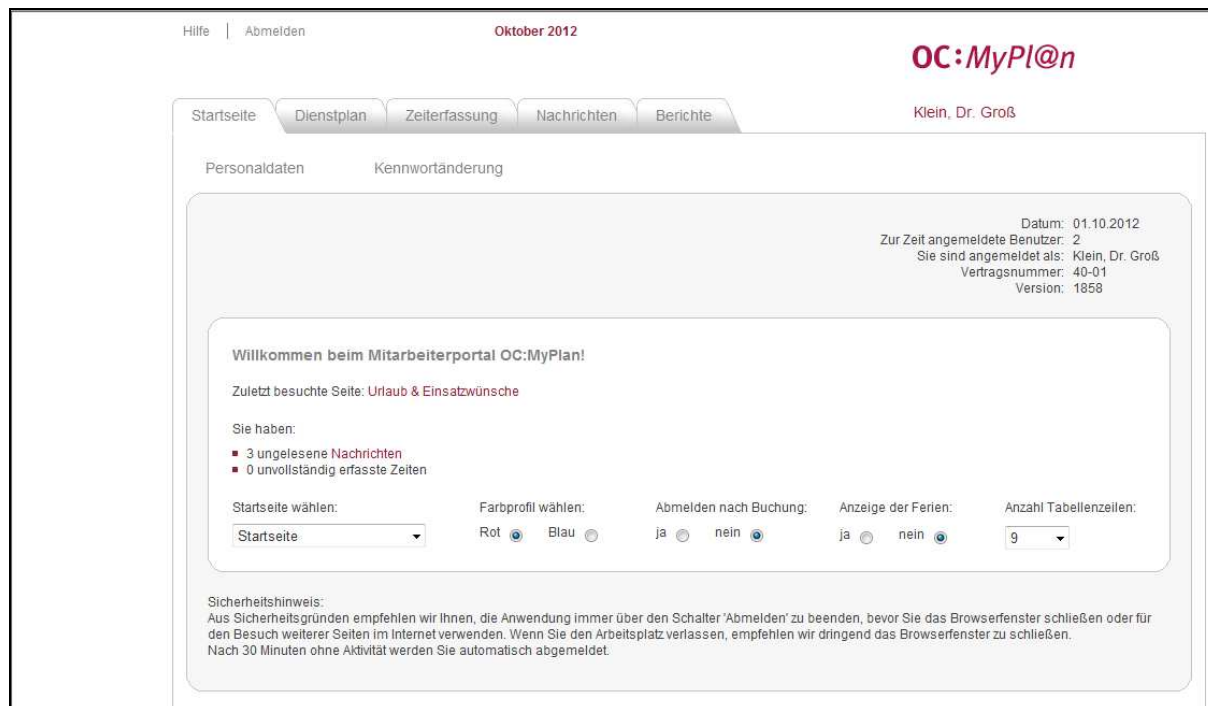 Hilfe | Abmelden Oktober 2012
OC:MyPl@n
Startseite Dienstplan Zeiterfassung Nachrichten Berichte Klein, Dr. Groß
Personaldaten Kennwortänderung
Datum: 01.10.2012
Zur Zeit angemeldete Benutzer: 2
Sie sind angemeldet als: Klein, Dr. Groß
Vertragsnummer: 40-01
Version: 1858
Willkommen beim Mitarbeiterportal OC:MyPlan!
Zuletzt besuchte Seite: Urlaub & Einsatzwünsche
Sie haben:
3 ungelesene Nachrichten
0 unvollständig erfasste Zeiten
Startseite wählen: Farbprofil wählen: Abmelden nach Buchung: Anzeige der Ferien: Anzahl Tabellenzeilen:
Startseite Rot Blau ja nein ja nein 9
Sicherheitshinweis:
Aus Sicherheitsgründen empfehlen wir Ihnen, die Anwendung immer über den Schalter 'Abmelden' zu beenden, bevor Sie das Browserfenster schließen oder für
den Besuch weiterer Seiten im Internet verwenden. Wenn Sie den Arbeitsplatz verlassen, empfehlen wir dringend das Browserfenster zu schließen.
Nach 30 Minuten ohne Aktivität werden Sie automatisch abgemeldet.